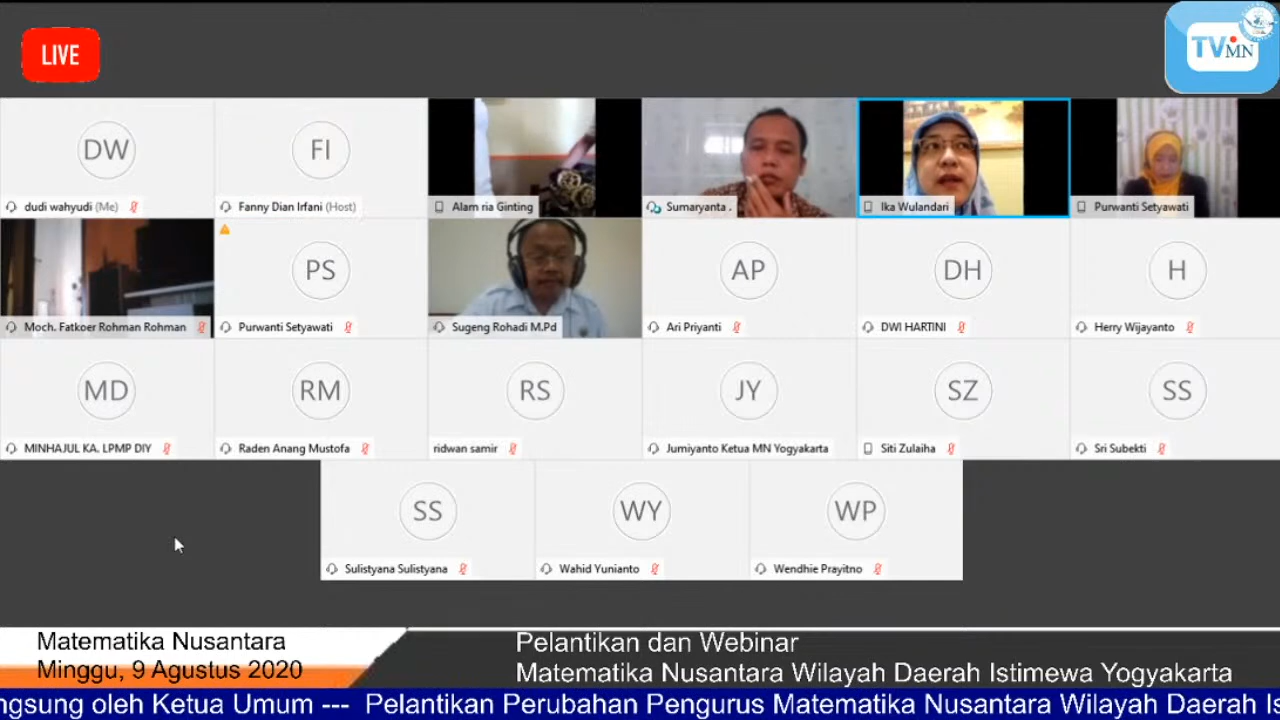 LIVE
TVMN
DW
dudi wahyudi (Me)
FI
Fanny Dian Irfani (Host)
Alam ria Ginting
Sumaryanta .
Ika Wulandari
Purwanti Setyawati
Moch. Fatkoer Rohman Rohman
PS
Purwanti Setyawati
Sugeng Rohadi M.Pd
AP
Ari Priyanti
DH
DWI HARTINI
H
Herry Wijayanto
MD
MINHAJUL KA. LPMP DIY
RM
Raden Anang Mustofa
RS
ridwan samir
JY
Jumiyanto Ketua MN Yogyakarta
SZ
Siti Zulaiha
SS
Sri Subekti
SS
Sulistyana Sulistyana
WY
Wahid Yunianto
WP
Wendhie Prayitno
Matematika Nusantara
Minggu, 9 Agustus 2020
Pelantikan dan Webinar
Matematika Nusantara Wilayah Daerah Istimewa Yogyakarta
ngsung oleh Ketua Umum --- Pelantikan Perubahan Pengurus Matematika Nusantara Wilayah Daerah Is